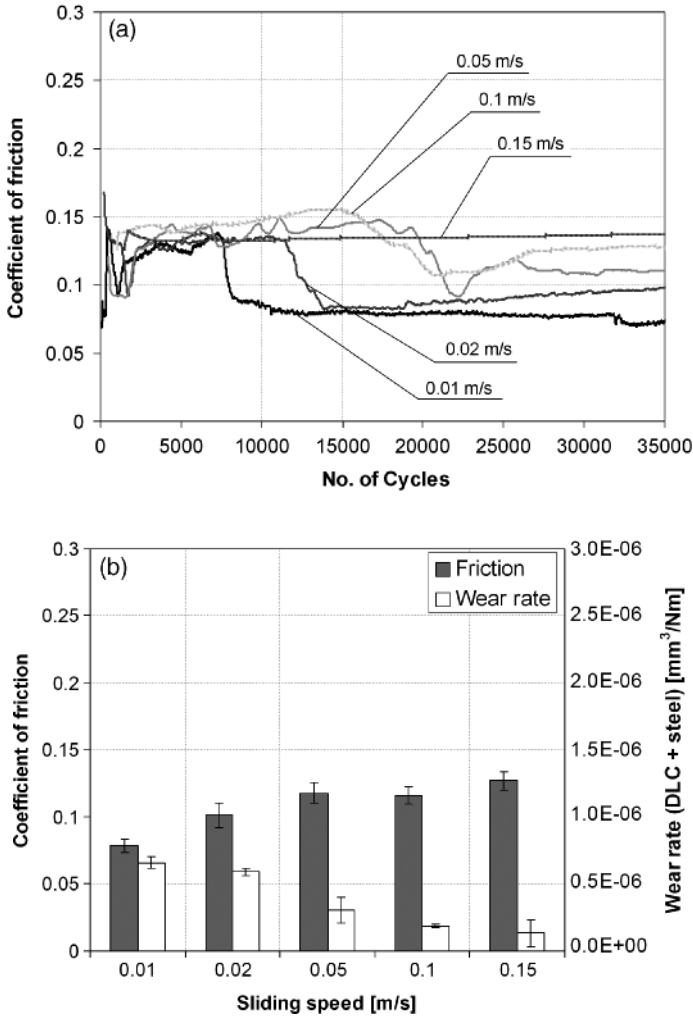 (a)
0.3
0.25
0.2
0.15
0.1
0.05
0
Coefficient of friction
0.05 m/s
0.1 m/s
0.15 m/s
0.02 m/s
0.01 m/s
0 5000 10000 15000 20000 25000 30000 35000
No. of Cycles
(b)
Friction
Wear rate
0.3
0.25
0.2
0.15
0.1
0.05
0
Coefficient of friction
3.0E-06
2.5E-06
2.0E-06
1.5E-06
1.0E-06
0.5E-06
0.0E+00
Wear rate (DLC + steel) [mm³/Nm]
0.01 0.02 0.05 0.1 0.15
Sliding speed [m/s]